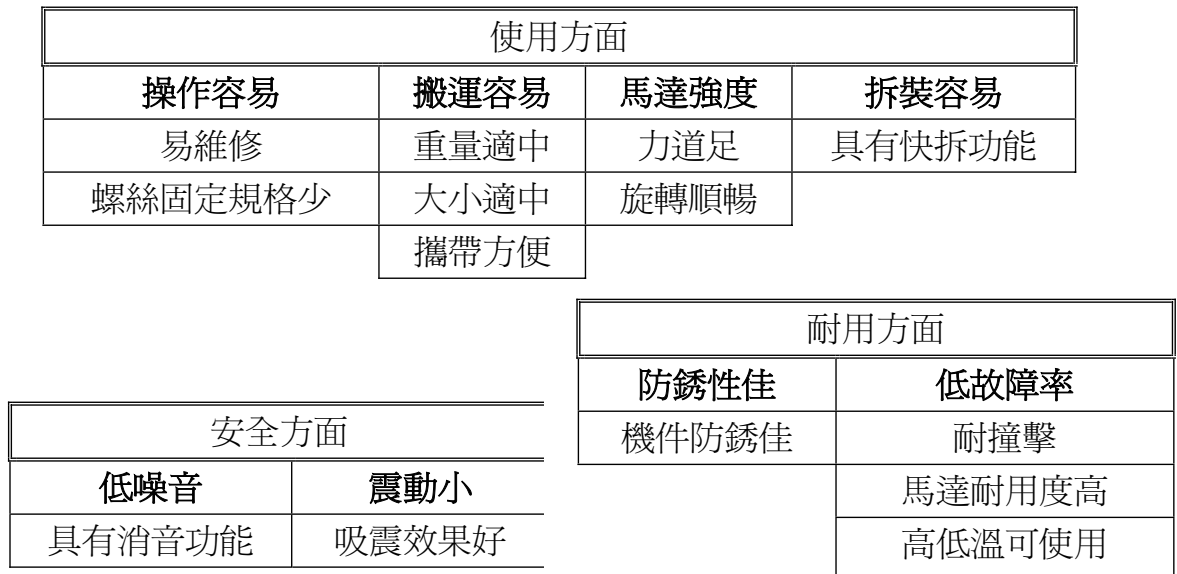 使用方面
操作容易 搬運容易 馬達強度 拆裝容易
易維修 重量適中 力道足 具有快拆功能
螺絲固定規格少 大小適中 旋轉順暢
攜帶方便
耐用方面
防銹性佳 低故障率
機件防銹佳 耐撞擊
馬達耐用度高
高低溫可使用
安全方面
低噪音 震動小
具有消音功能 吸震效果好